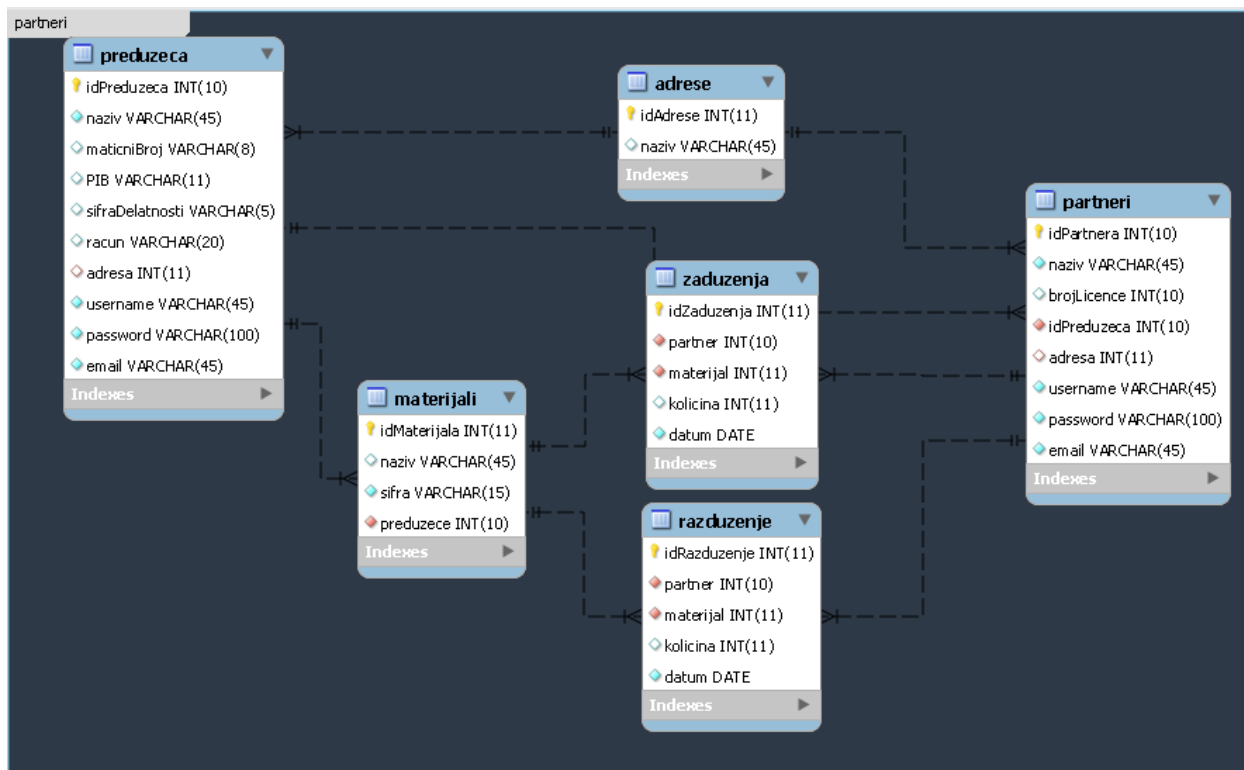 partneri
preduzeca
idPreduzeca INT(10)
naziv VARCHAR(45)
maticniBroj VARCHAR(8)
PIB VARCHAR(11)
sifraDelatnosti VARCHAR(5)
racun VARCHAR(20)
adresa INT(11)
username VARCHAR(45)
password VARCHAR(100)
email VARCHAR(45)
Indexes
adrese
idAdrese INT(11)
naziv VARCHAR(45)
Indexes
partneri
idPartnera INT(10)
naziv VARCHAR(45)
brojLicence INT(10)
idPreduzeca INT(10)
adresa INT(11)
username VARCHAR(45)
password VARCHAR(100)
email VARCHAR(45)
Indexes
zaduzenja
idZaduzenja INT(11)
partner INT(10)
materijal INT(11)
kolicina INT(11)
datum DATE
Indexes
materijali
idMaterijala INT(11)
naziv VARCHAR(45)
sifra VARCHAR(15)
preduzece INT(10)
Indexes
razduzenje
idRazduzenje INT(11)
partner INT(10)
materijal INT(11)
kolicina INT(11)
datum DATE
Indexes